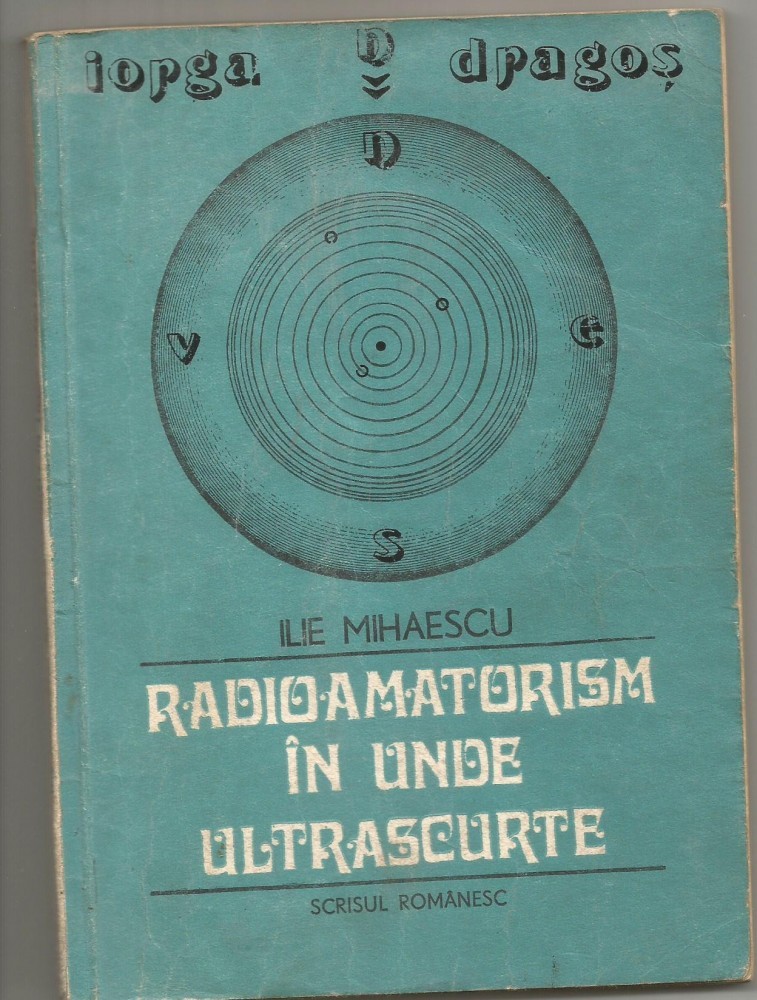 iorga N dragoș
N
V E
S
ILIE MIHAESCU
RADIOAMATORISM
ÎN UNDE
ULTRASCURTE
SCRISUL ROMÂNESC